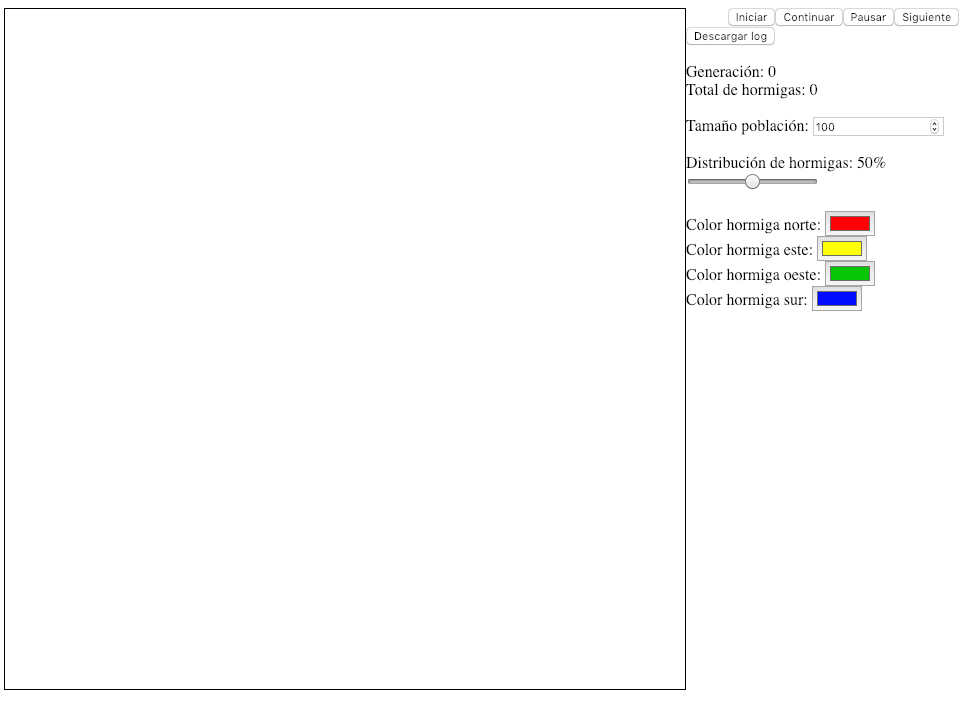 Iniciar Continuar Pausar Siguiente
Descargar log
Generación: 0
Total de hormigas: 0
Tamaño población: 100
Distribución de hormigas: 50%
Color hormiga norte:
Color hormiga este:
Color hormiga oeste:
Color hormiga sur: